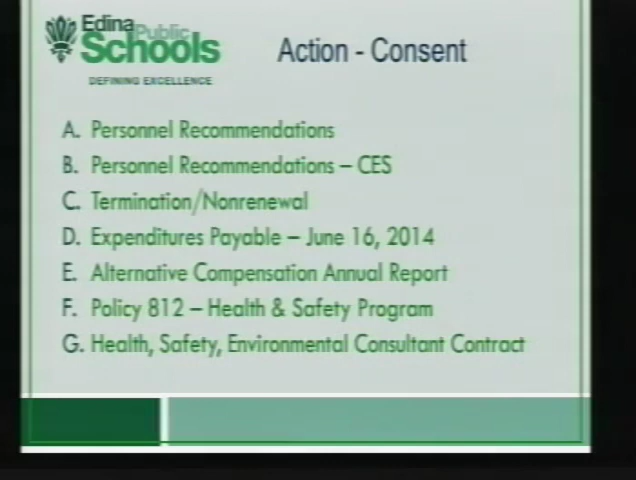 Edina
Public
Schools
DEFINING EXCELLENCE
Action - Consent
A. Personnel Recommendations
B. Personnel Recommendations – CES
C. Termination/Nonrenewal
D. Expenditures Payable – June 16, 2014
E. Alternative Compensation Annual Report
F. Policy 812 – Health & Safety Program
G. Health, Safety, Environmental Consultant Contract